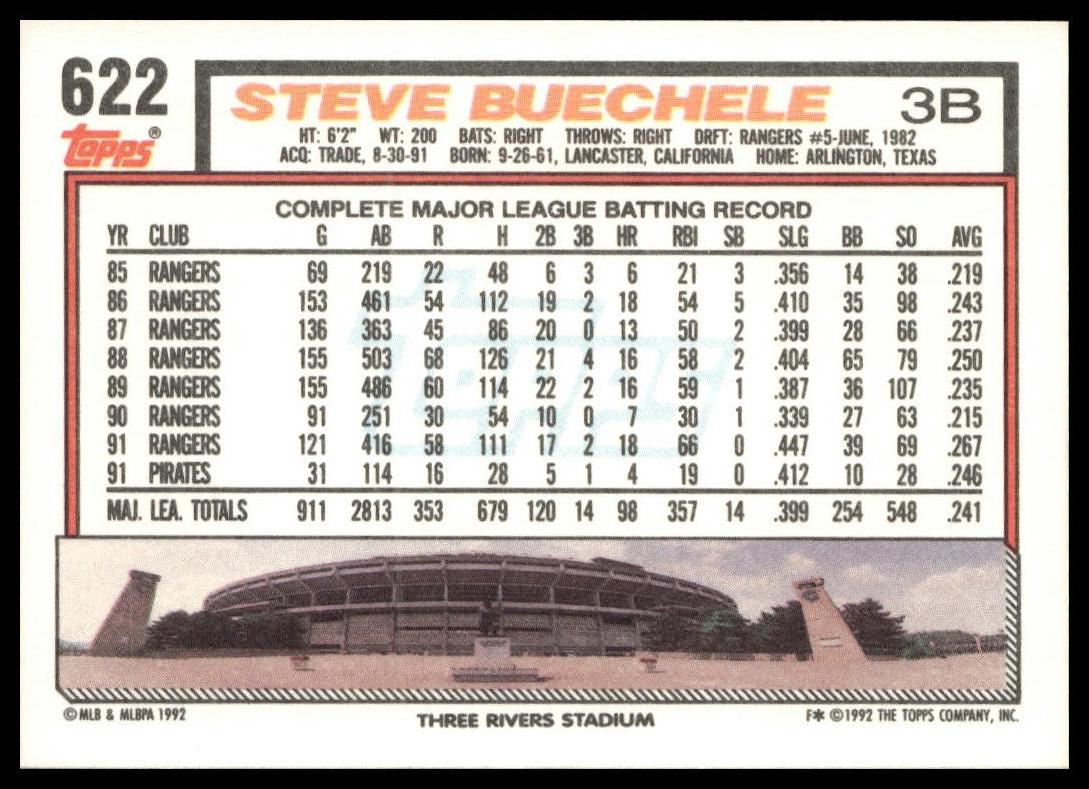 622
Topps®
STEVE BUECHELE 3B
HT: 6'2" WT: 200 BATS: RIGHT THROWS: RIGHT DRFT: RANGERS #5-JUNE, 1982
ACQ: TRADE, 8-30-91 BORN: 9-26-61, LANCASTER, CALIFORNIA HOME: ARLINGTON, TEXAS
COMPLETE MAJOR LEAGUE BATTING RECORD
YR CLUB G AB R H 2B 3B HR RBI SB SLG BB SO AVG
85 RANGERS 69 219 22 48 6 3 6 21 3 .356 14 38 .219
86 RANGERS 153 461 54 112 19 2 18 54 5 .410 35 98 .243
87 RANGERS 136 363 45 86 20 0 13 50 2 .399 28 66 .237
88 RANGERS 155 503 68 126 21 4 16 58 2 .404 65 79 .250
89 RANGERS 155 486 60 114 22 2 16 59 1 .387 36 107 .235
90 RANGERS 91 251 30 54 10 0 7 30 1 .339 27 63 .215
91 RANGERS 121 416 58 111 17 2 18 66 0 .447 39 69 .267
91 PIRATES 31 114 16 28 5 1 4 19 0 .412 10 28 .246
MAJ. LEA. TOTALS 911 2813 353 679 120 14 98 357 14 .399 254 548 .241
Topps
© MLB & MLBPA 1992
THREE RIVERS STADIUM
F* © 1992 THE TOPPS COMPANY, INC.